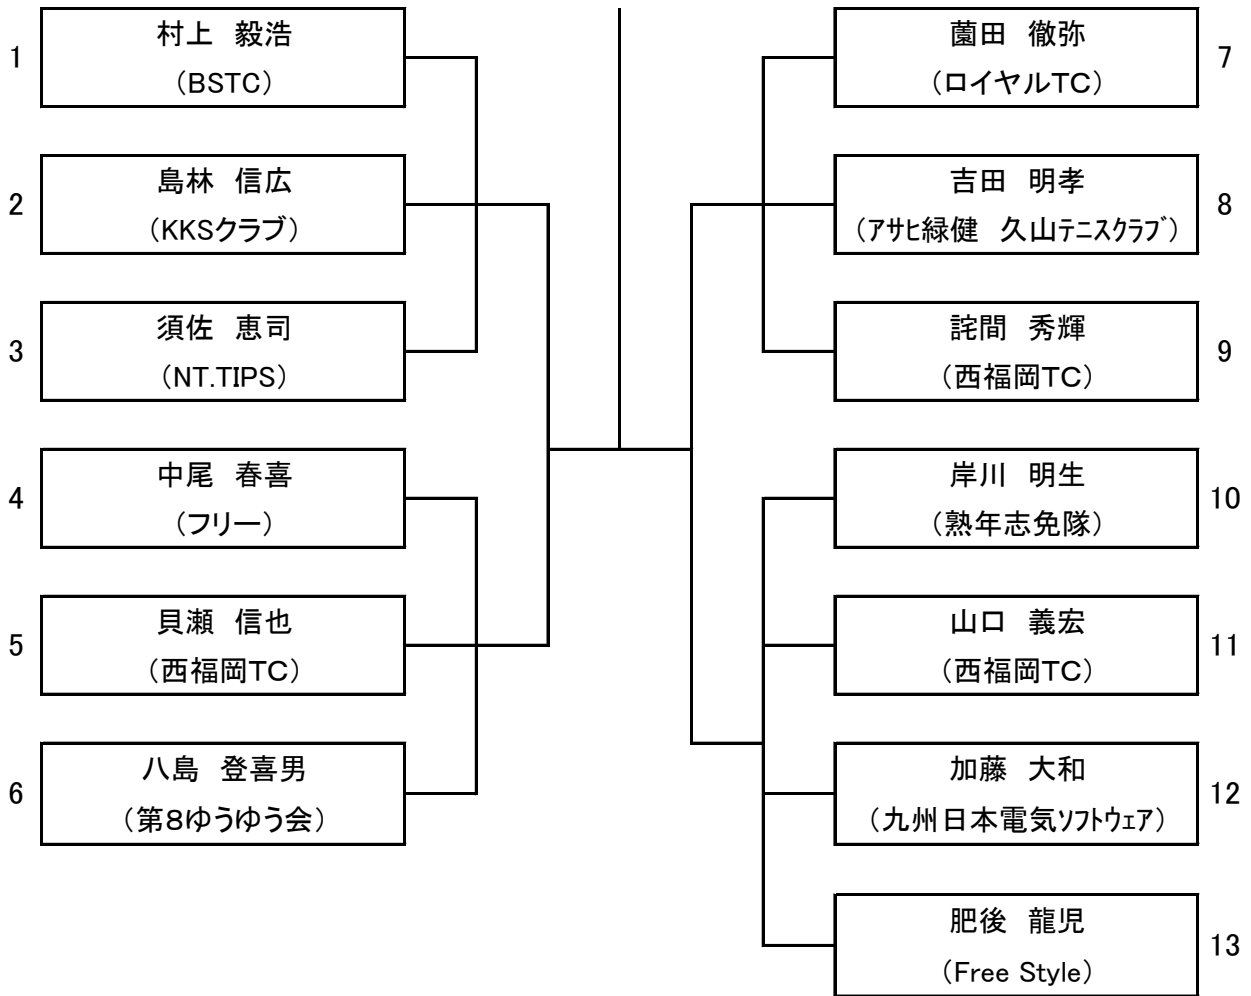 1
村上　毅浩
（BSTC）
2
島林　信広
（KKSクラブ）
3
須佐　恵司
（NT.TIPS）
4
中尾　春喜
（フリー）
5
貝瀬　信也
（西福岡TC）
6
八島　登喜男
（第8ゆうゆう会）
薗田　徹弥
（ロイヤルTC）
7
吉田　明孝
（アサヒ緑健　久山ﾃﾆｽｸﾗﾌﾞ）
8
詫間　秀輝
（西福岡TC）
9
岸川　明生
（熟年志免隊）
10
山口　義宏
（西福岡TC）
11
加藤　大和
（九州日本電気ｿﾌﾄｳｪｱ）
12
肥後　龍児
（Free Style）
13